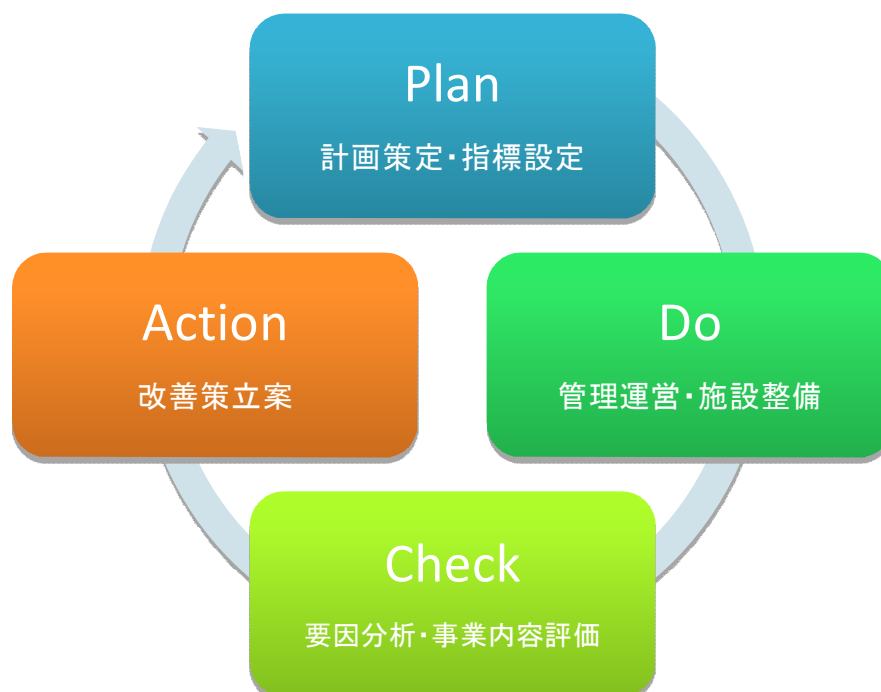 Plan
計画策定・指標設定
Action
改善策立案
Do
管理運営・施設整備
Check
要因分析・事業内容評価